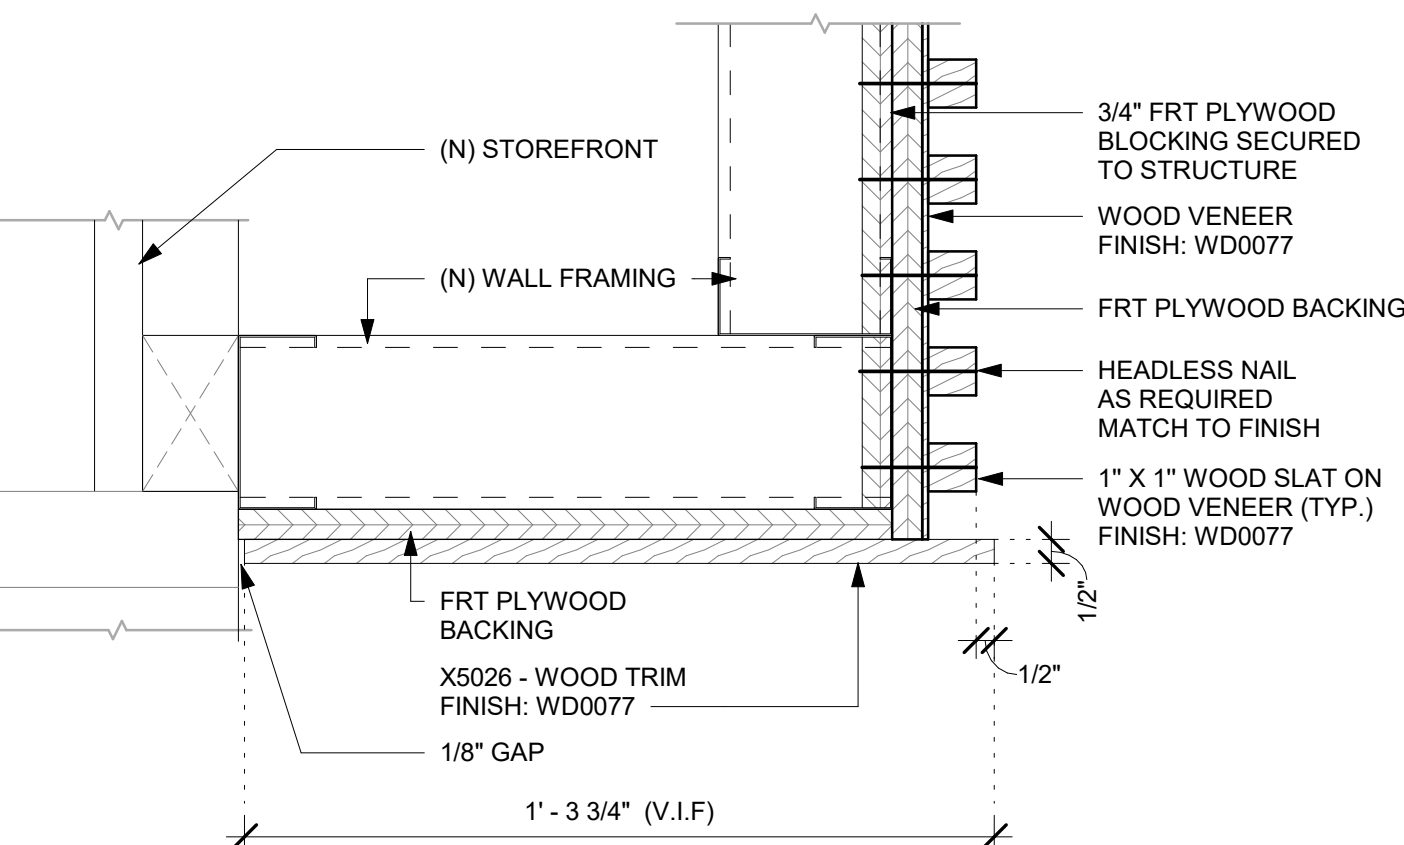 (N) STOREFRONT
(N) WALL FRAMING
3/4" FRT PLYWOOD
BLOCKING SECURED
TO STRUCTURE
WOOD VENEER
FINISH: WD0077
FRT PLYWOOD BACKING
HEADLESS NAIL
AS REQUIRED
MATCH TO FINISH
1" X 1" WOOD SLAT ON
WOOD VENEER (TYP.)
FINISH: WD0077
1/2"
1/2"
FRT PLYWOOD
BACKING
X5026 - WOOD TRIM
FINISH: WD0077
1/8" GAP
1' - 3 3/4" (V.I.F)